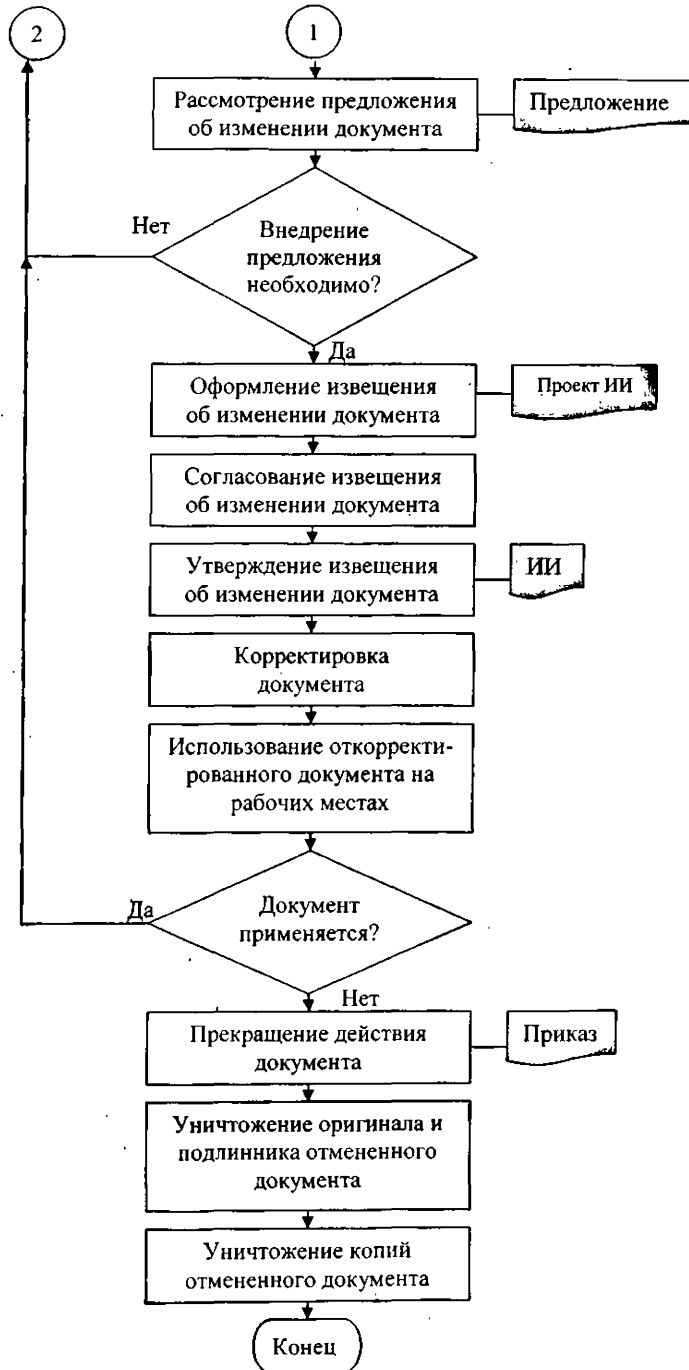 2
1
Рассмотрение предложения
об изменении документа
Предложение
Нет
Внедрение
предложения
необходимо?
Да
Оформление извещения
об изменении документа
Проект ИИ
Согласование извещения
об изменении документа
Утверждение извещения
об изменении документа
ИИ
Корректировка
документа
Использование откорректи-
рованного документа на
рабочих местах
Да
Документ
применяется?
Нет
Прекращение действия
документа
Приказ
Уничтожение оригинала и
подлинника отмененного
документа
Уничтожение копий
отмененного документа
Конец